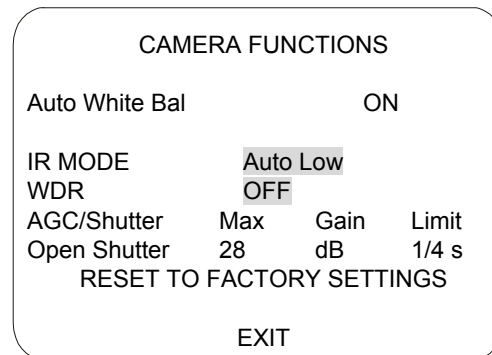 CAMERA FUNCTIONS
Auto White Bal ON
IR MODE Auto Low
WDR OFF
AGC/Shutter Max Gain Limit
Open Shutter 28 dB 1/4 s
RESET TO FACTORY SETTINGS
EXIT